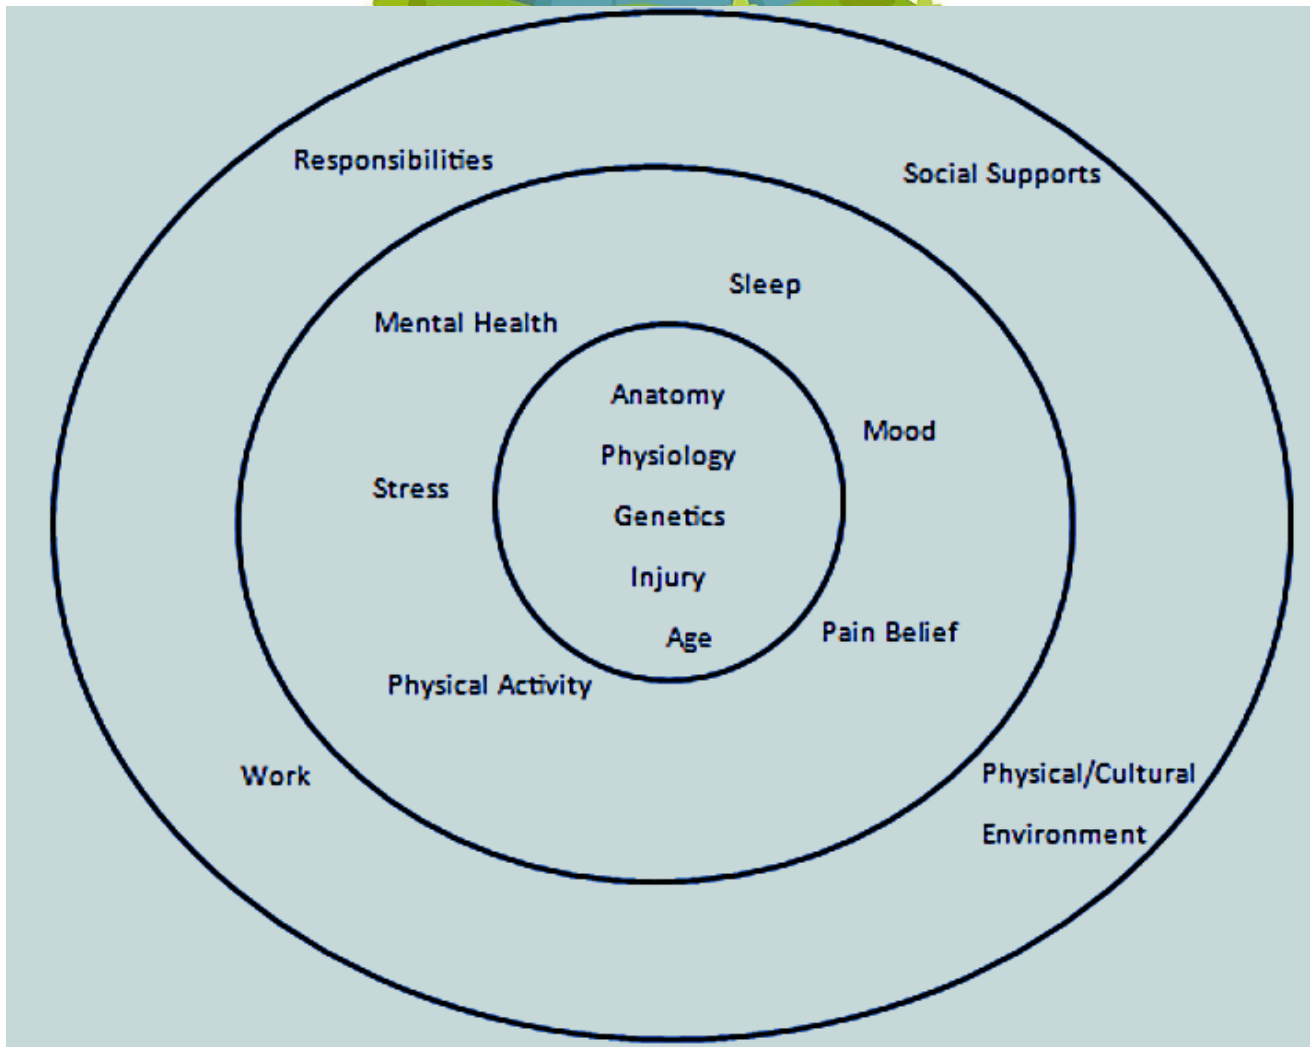 Responsibilities
Social Supports
Sleep
Mental Health
Anatomy
Mood
Physiology
Stress
Genetics
Injury
Age
Pain Belief
Physical Activity
Work
Physical/Cultural
Environment